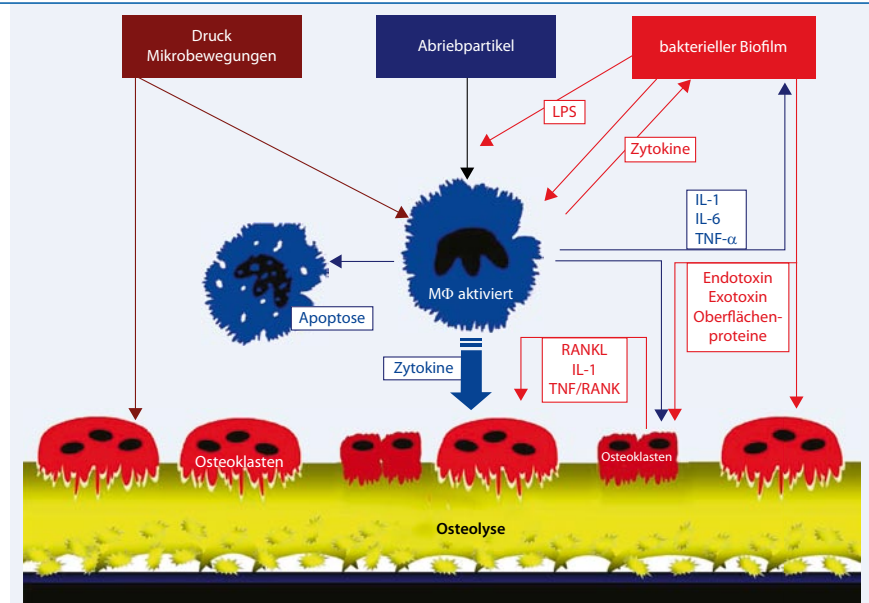 Druck
Mikrobewegungen
Abriebpartikel
bakterieller Biofilm
LPS
Zytokine
IL-1
IL-6
TNF-α
MΦ aktiviert
Apoptose
Endotoxin
Exotoxin
Oberflächen-
proteine
Zytokine
RANKL
IL-1
TNF/RANK
Osteoklasten
Osteoklasten
Osteolyse